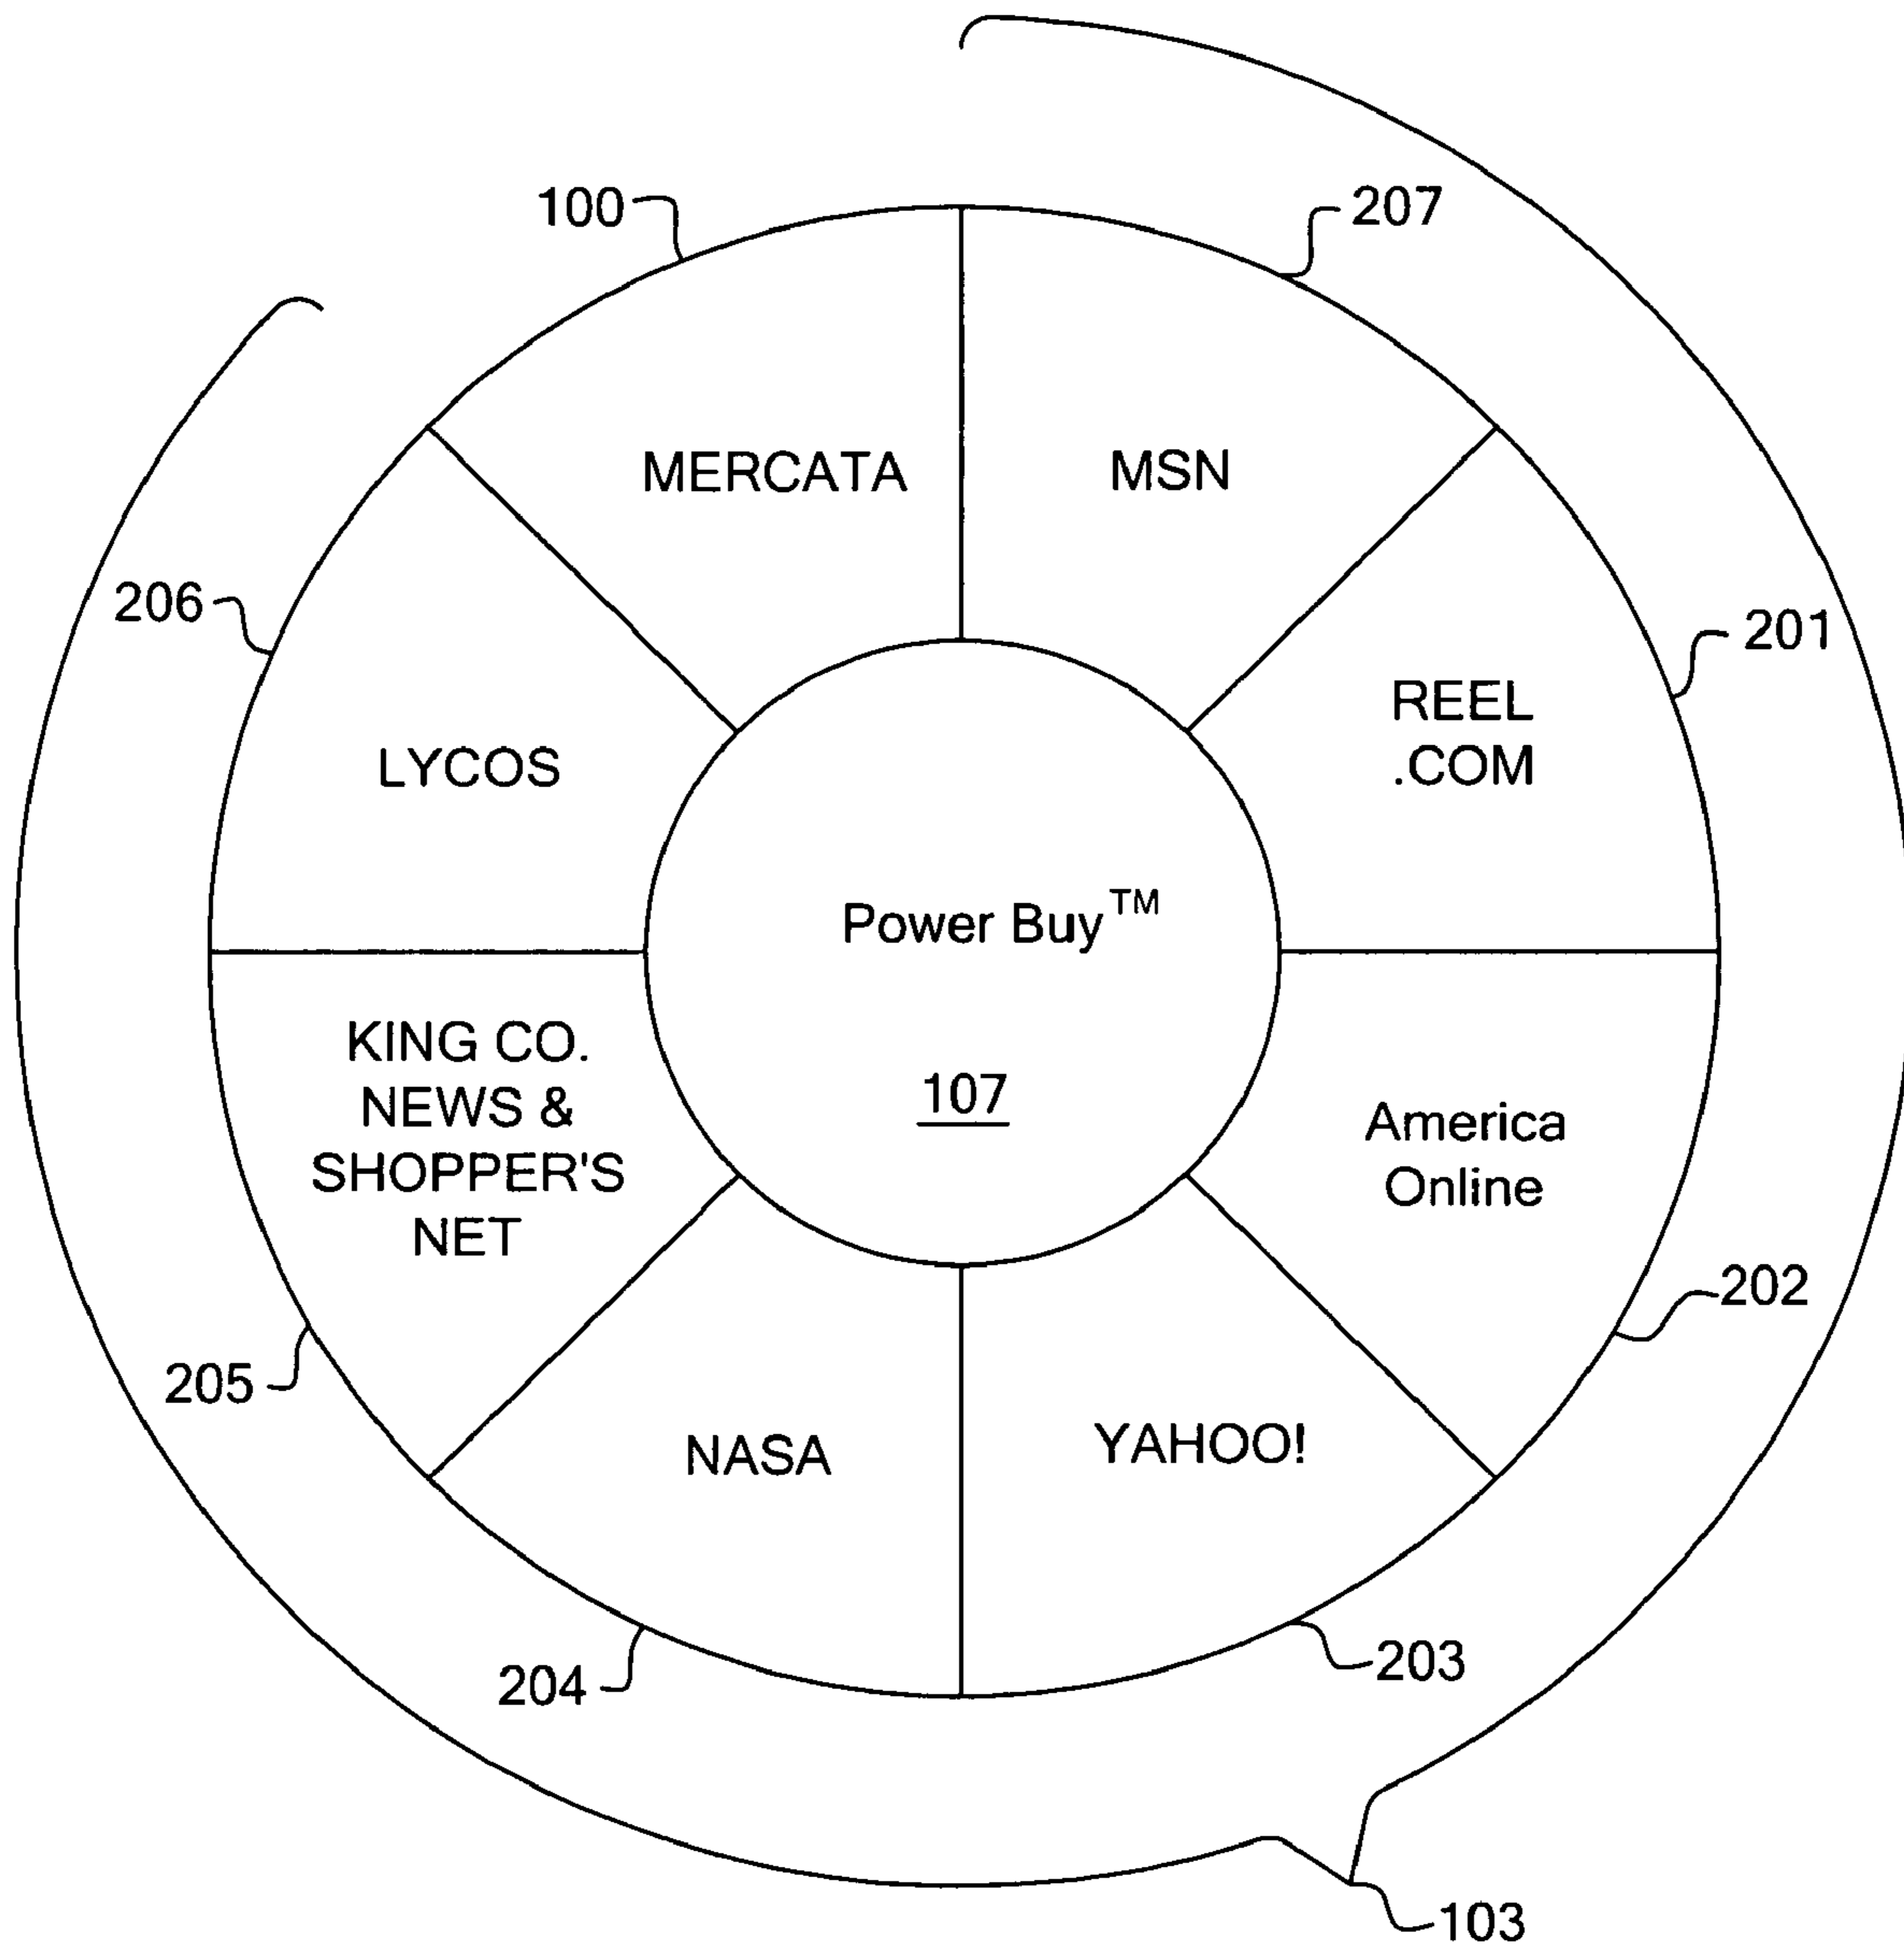 100
207
MERCATA
MSN
206
201
REEL
.COM
LYCOS
Power Buy™
107
KING CO.
NEWS &
SHOPPER'S
NET
America
Online
202
205
NASA
YAHOO!
204
203
103